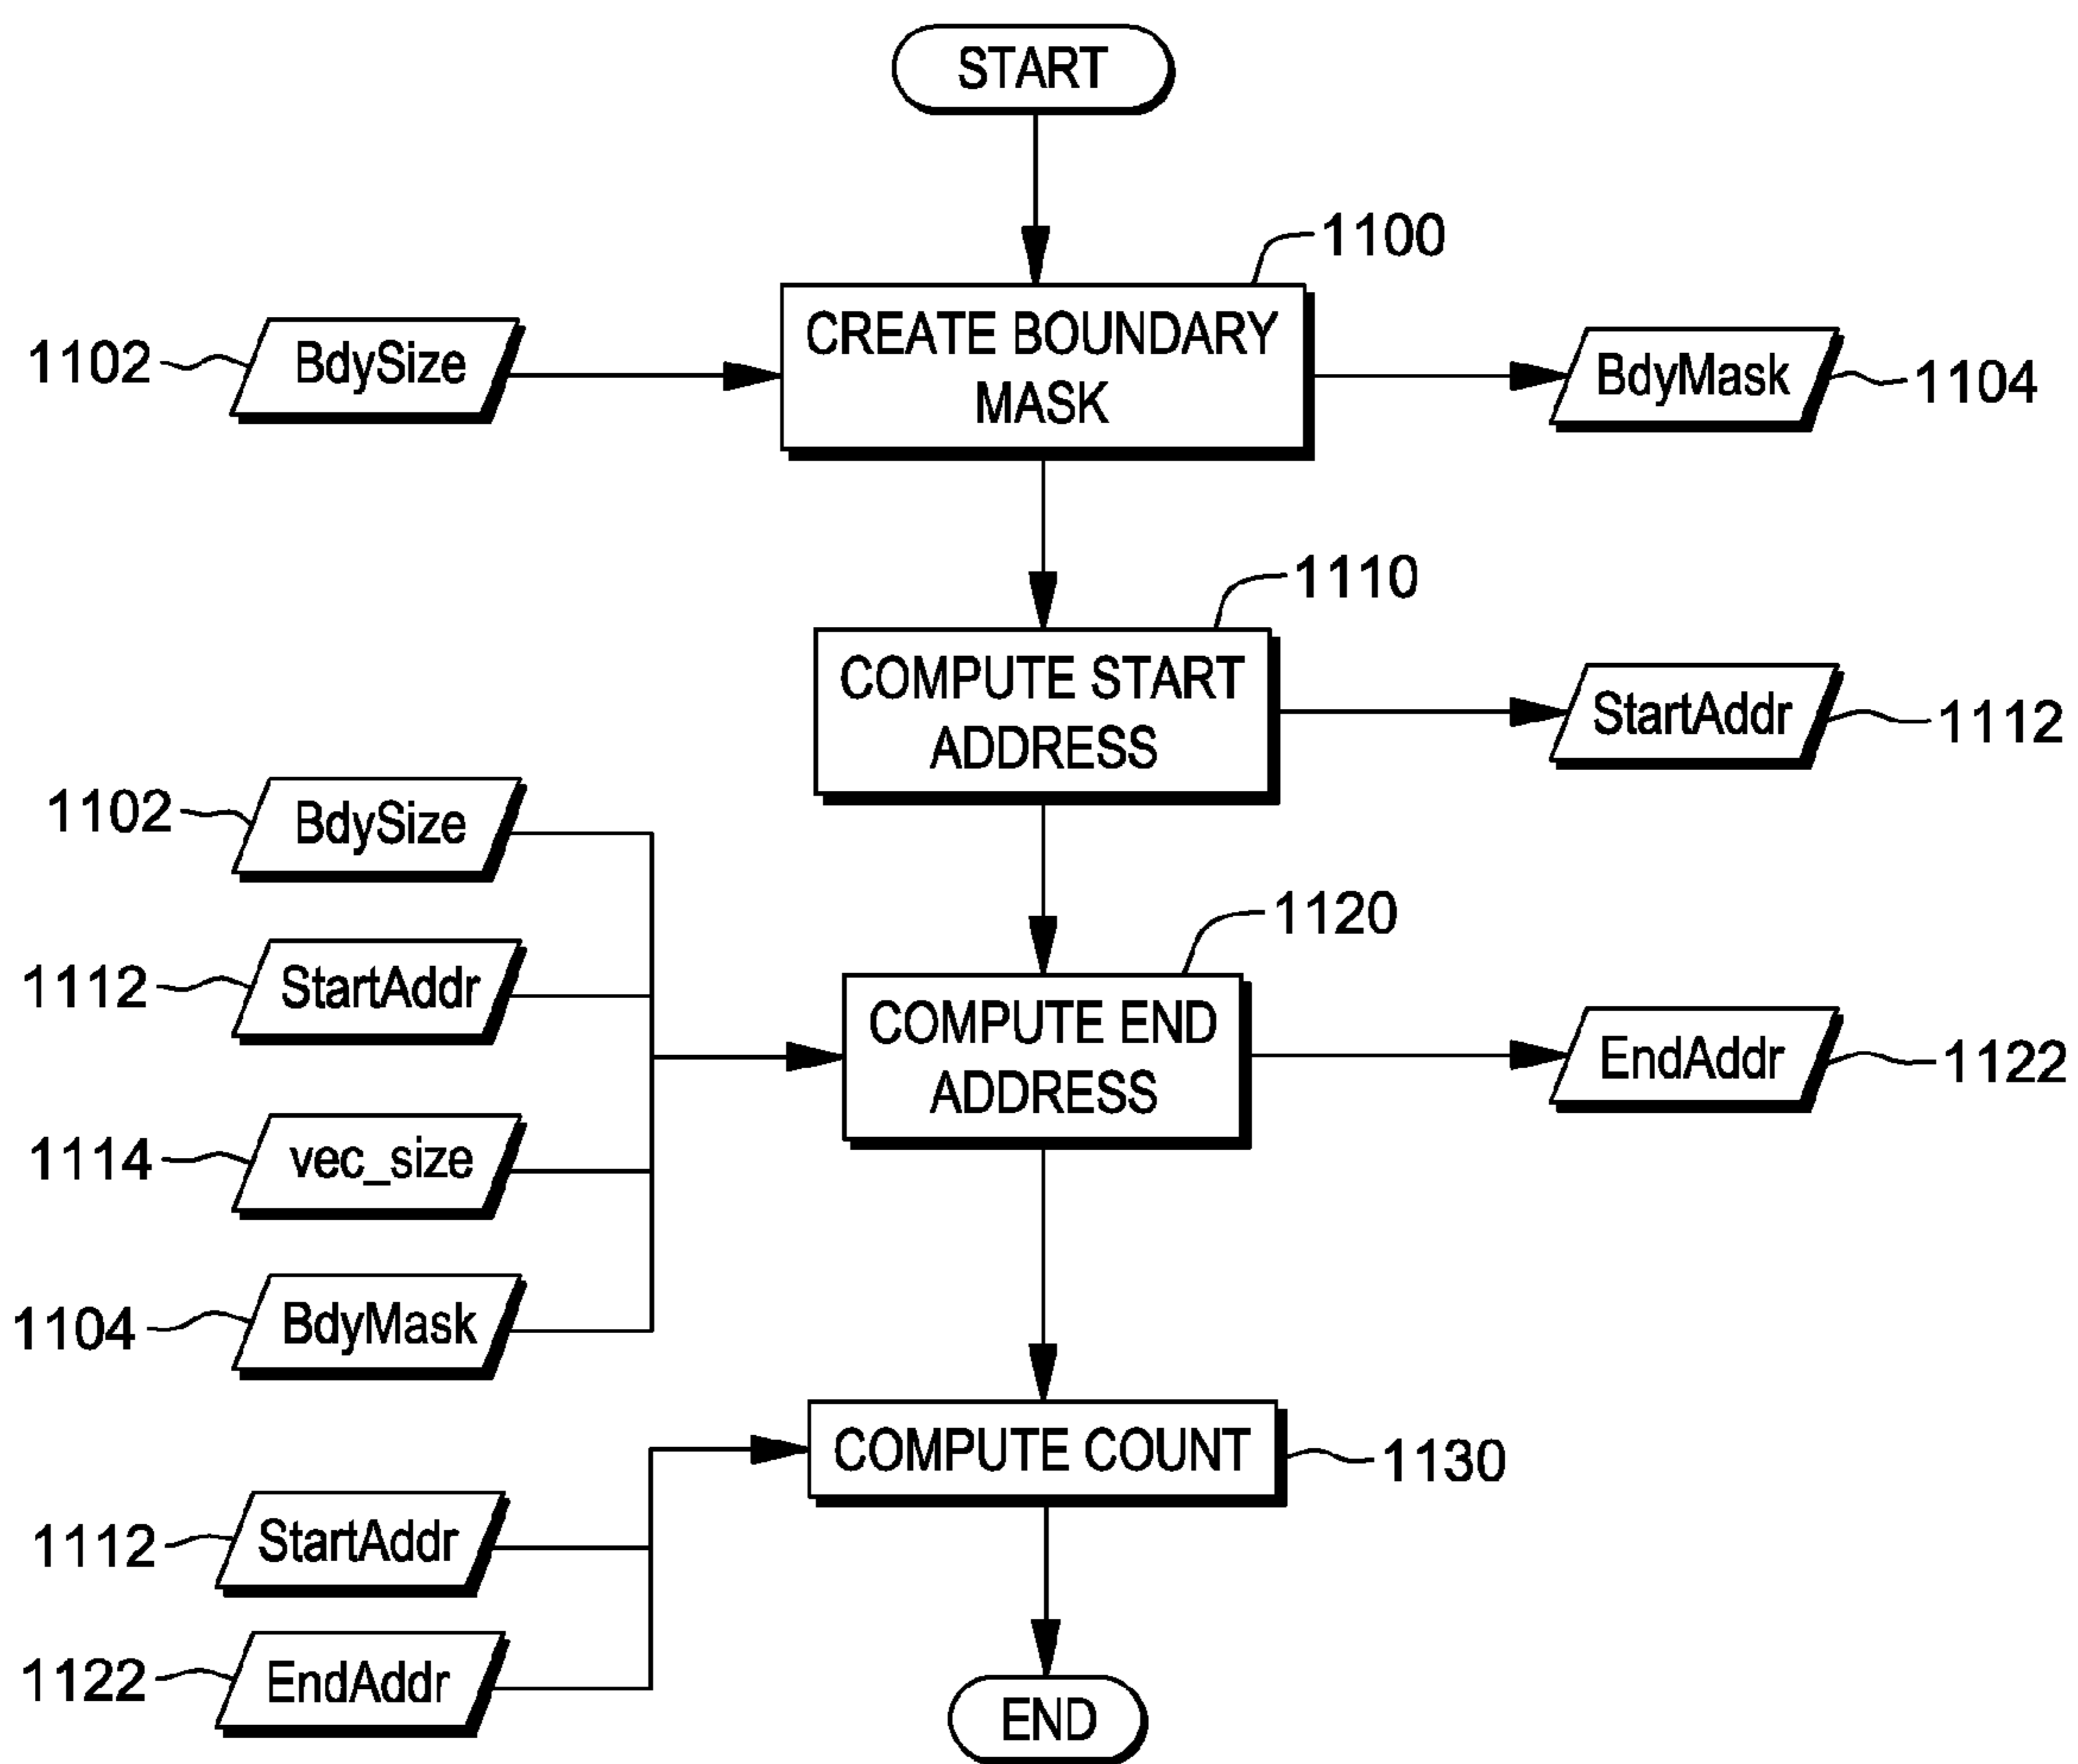 START
1100
1102
BdySize
CREATE BOUNDARY
MASK
BdyMask
1104
1110
COMPUTE START
ADDRESS
StartAddr
1112
1102
BdySize
1120
1112
StartAddr
COMPUTE END
ADDRESS
EndAddr
1122
1114
vec_size
1104
BdyMask
COMPUTE COUNT
1130
1112
StartAddr
1122
EndAddr
END